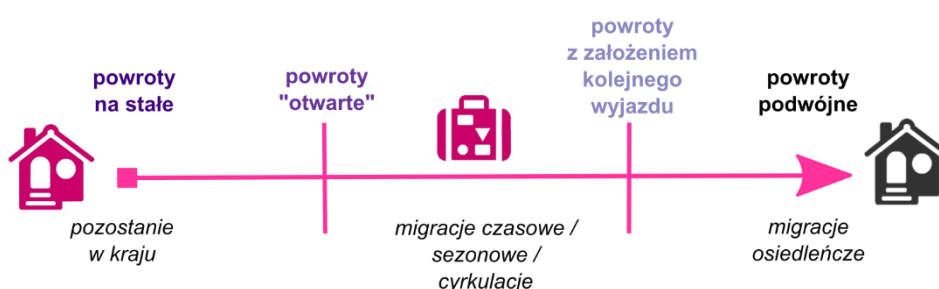 powroty
na stałe
powroty
"otwarte"
powroty
z założeniem
kolejnego
wyjazdu
powroty
podwójne
pozostanie
w kraju
migracje czasowe /
sezonowe /
cyrkulacje
migracje
osiedleńcze